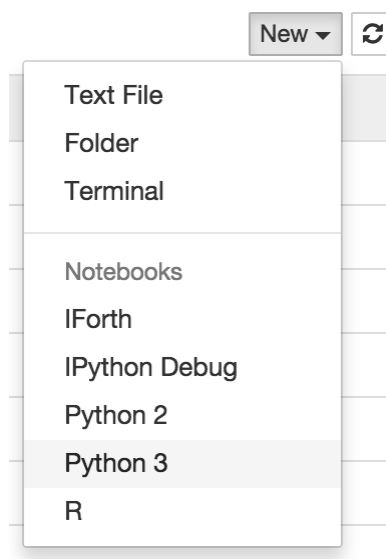 New
Text File
Folder
Terminal
Notebooks
IForth
IPython Debug
Python 2
Python 3
R